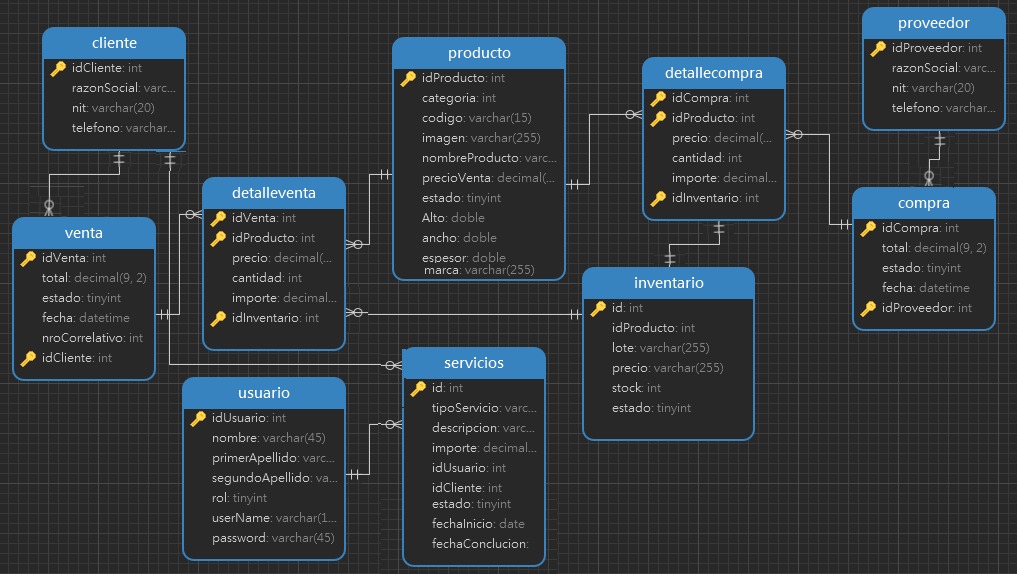 cliente
idCliente: int
razonSocial: varc...
nit: varchar(20)
telefono: varchar...
venta
idVenta: int
total: decimal(9, 2)
estado: tinyint
fecha: datetime
nroCorrelativo: int
idCliente: int
detalleventa
idVenta: int
idProducto: int
precio: decimal(...
cantidad: int
importe: decimal...
idInventario: int
usuario
idUsuario: int
nombre: varchar(45)
primerApellido: varc...
segundoApellido: va...
rol: tinyint
userName: varchar(1...
password: varchar(45)
producto
idProducto: int
categoria: int
codigo: varchar(15)
imagen: varchar(255)
nombreProducto: varc...
precioVenta: decimal(...
estado: tinyint
Alto: doble
ancho: doble
espesor: doble
marca: varchar(255)
servicios
id: int
tipoServicio: varc...
descripcion: varc...
importe: decimal...
idUsuario: int
idCliente: int
estado: tinyint
fechaInicio: date
fechaConclucion:
detallecompra
idCompra: int
idProducto: int
precio: decimal(...
cantidad: int
importe: decimal...
idInventario: int
inventario
id: int
idProducto: int
lote: varchar(255)
precio: varchar(255)
stock: int
estado: tinyint
proveedor
idProveedor: int
razonSocial: varc...
nit: varchar(20)
telefono: varchar...
compra
idCompra: int
total: decimal(9, 2)
estado: tinyint
fecha: datetime
idProveedor: int